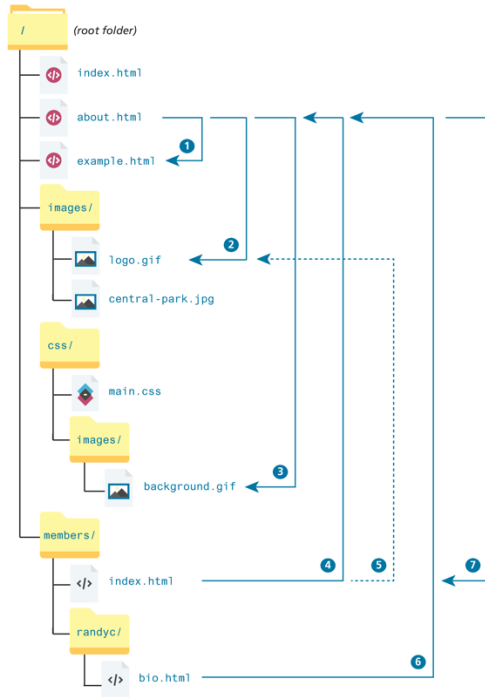 / (root folder)
index.html
about.html
1
example.html
images/
2
logo.gif
central-park.jpg
css/
main.css
images/
3
background.gif
members/
4 5 7
index.html
randyc/
6
bio.html